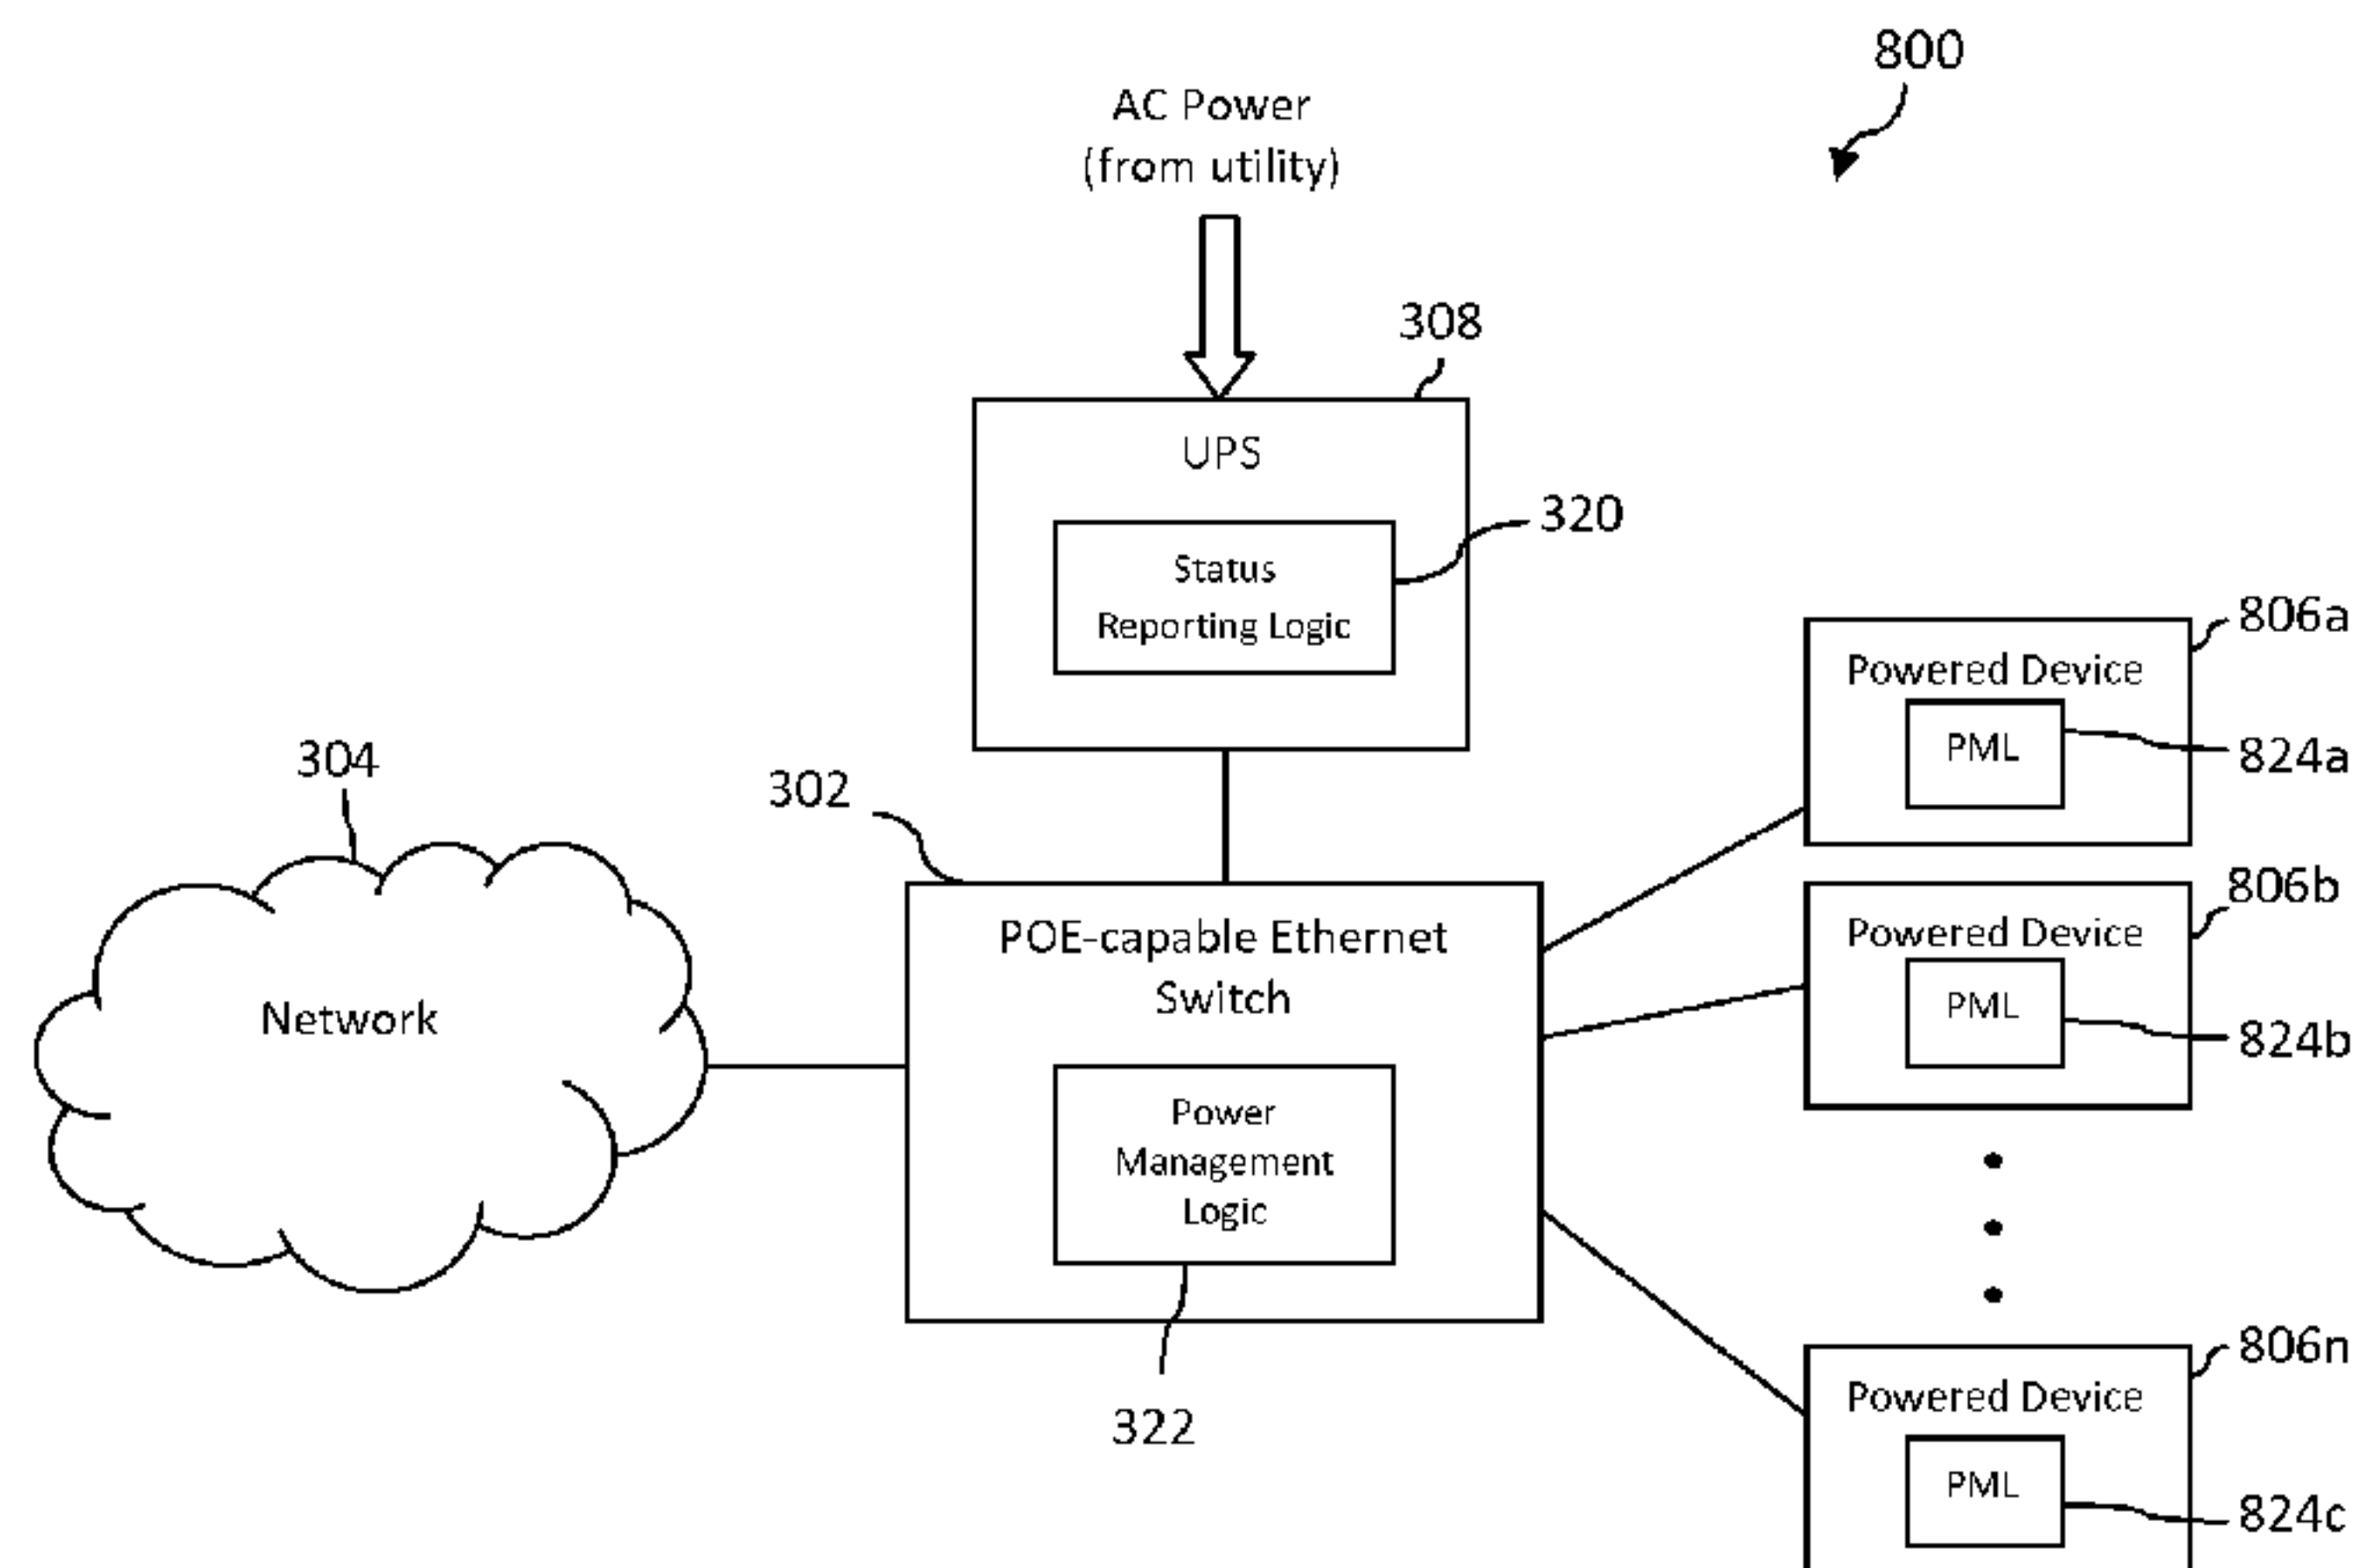 800
AC Power
(from utility)
308
UPS
320
Status
Reporting Logic
806a
Powered Device
PML
824a
304
302
806b
POE-capable Ethernet
Switch
Powered Device
PML
824b
Network
Power
Management
Logic
322
806n
Powered Device
PML
824c